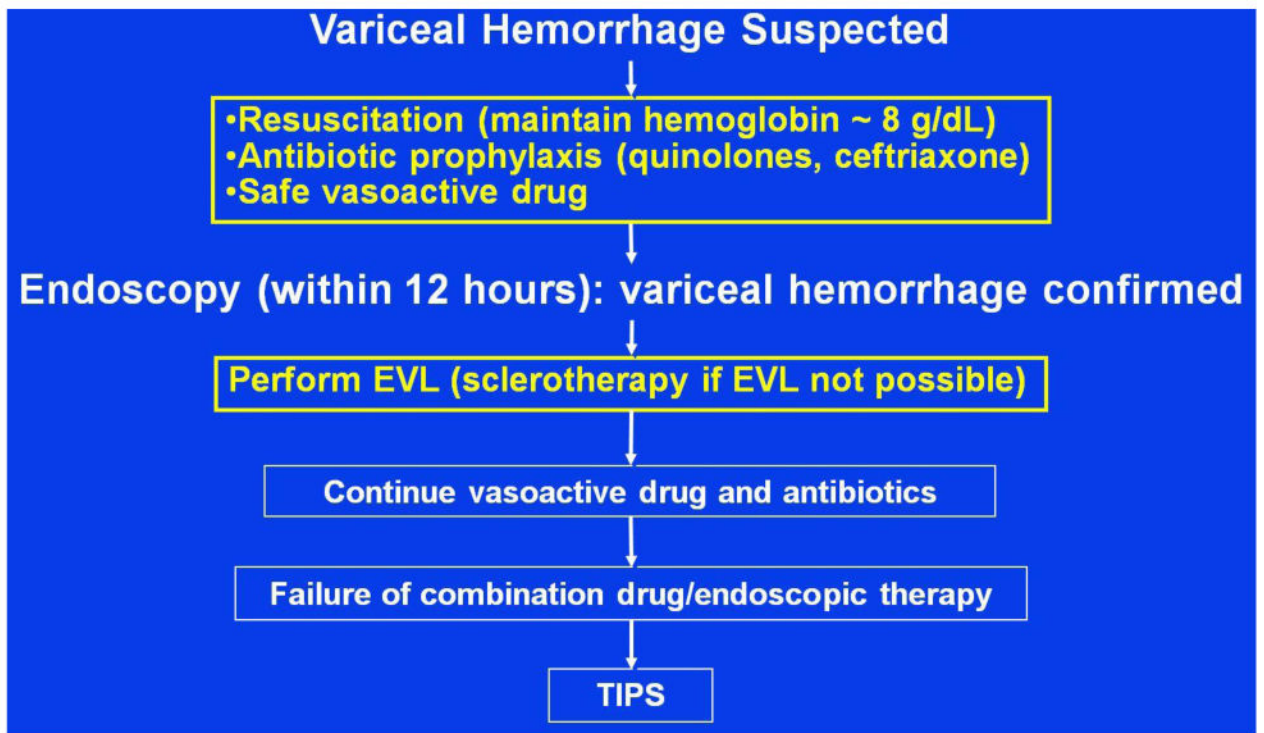 Variceal Hemorrhage Suspected
•Resuscitation (maintain hemoglobin ~ 8 g/dL)
•Antibiotic prophylaxis (quinolones, ceftriaxone)
•Safe vasoactive drug
Endoscopy (within 12 hours): variceal hemorrhage confirmed
Perform EVL (sclerotherapy if EVL not possible)
Continue vasoactive drug and antibiotics
Failure of combination drug/endoscopic therapy
TIPS